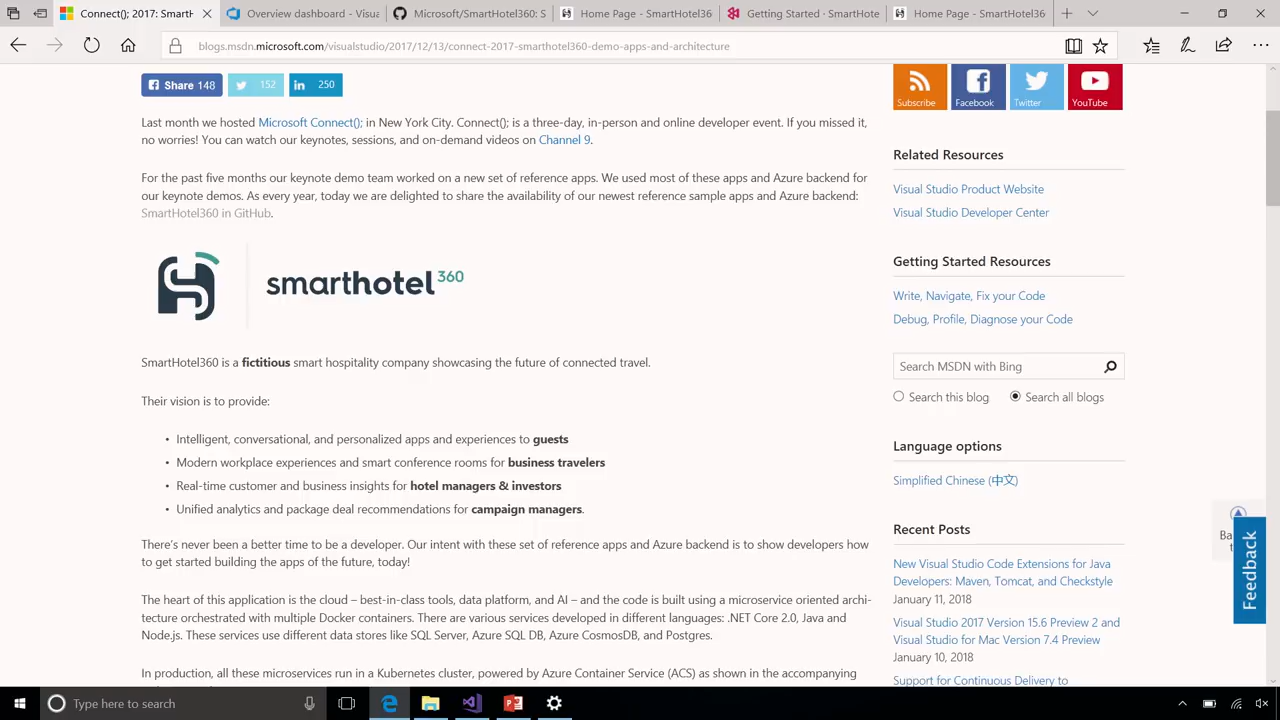 Connect(); 2017: SmartH
Overview dashboard - Visua
Microsoft/SmartHotel360: S
Home Page - SmartHotel36
Getting Started - SmartHote
Home Page - SmartHotel36
blogs.msdn.microsoft.com/visualstudio/2017/12/13/connect-2017-smarthotel360-demo-apps-and-architecture
Share 148
152
250
Subscribe
Facebook
Twitter
YouTube
Last month we hosted Microsoft Connect(); in New York City. Connect(); is a three-day, in-person and online developer event. If you missed it,
no worries! You can watch our keynotes, sessions, and on-demand videos on Channel 9.
For the past five months our keynote demo team worked on a new set of reference apps. We used most of these apps and Azure backend for
our keynote demos. As every year, today we are delighted to share the availability of our newest reference sample apps and Azure backend:
SmartHotel360 in GitHub.
smarthotel360
SmartHotel360 is a fictitious smart hospitality company showcasing the future of connected travel.
Their vision is to provide:
• Intelligent, conversational, and personalized apps and experiences to guests
• Modern workplace experiences and smart conference rooms for business travelers
• Real-time customer and business insights for hotel managers & investors
• Unified analytics and package deal recommendations for campaign managers.
There's never been a better time to be a developer. Our intent with these set of reference apps and Azure backend is to show developers how
to get started building the apps of the future, today!
The heart of this application is the cloud – best-in-class tools, data platform, and AI – and the code is built using a microservice oriented archi-
tecture orchestrated with multiple Docker containers. There are various services developed in different languages: .NET Core 2.0, Java and
Node.js. These services use different data stores like SQL Server, Azure SQL DB, Azure CosmosDB, and Postgres.
In production, all these microservices run in a Kubernetes cluster, powered by Azure Container Service (ACS) as shown in the accompanying
Related Resources
Visual Studio Product Website
Visual Studio Developer Center
Getting Started Resources
Write, Navigate, Fix your Code
Debug, Profile, Diagnose your Code
Search MSDN with Bing
Search this blog
Search all blogs
Language options
Simplified Chinese (中文)
Recent Posts
New Visual Studio Code Extensions for Java
Developers: Maven, Tomcat, and Checkstyle
January 11, 2018
Visual Studio 2017 Version 15.6 Preview 2 and
Visual Studio for Mac Version 7.4 Preview
January 10, 2018
Support for Continuous Delivery to
Ba
Feedback
Type here to search